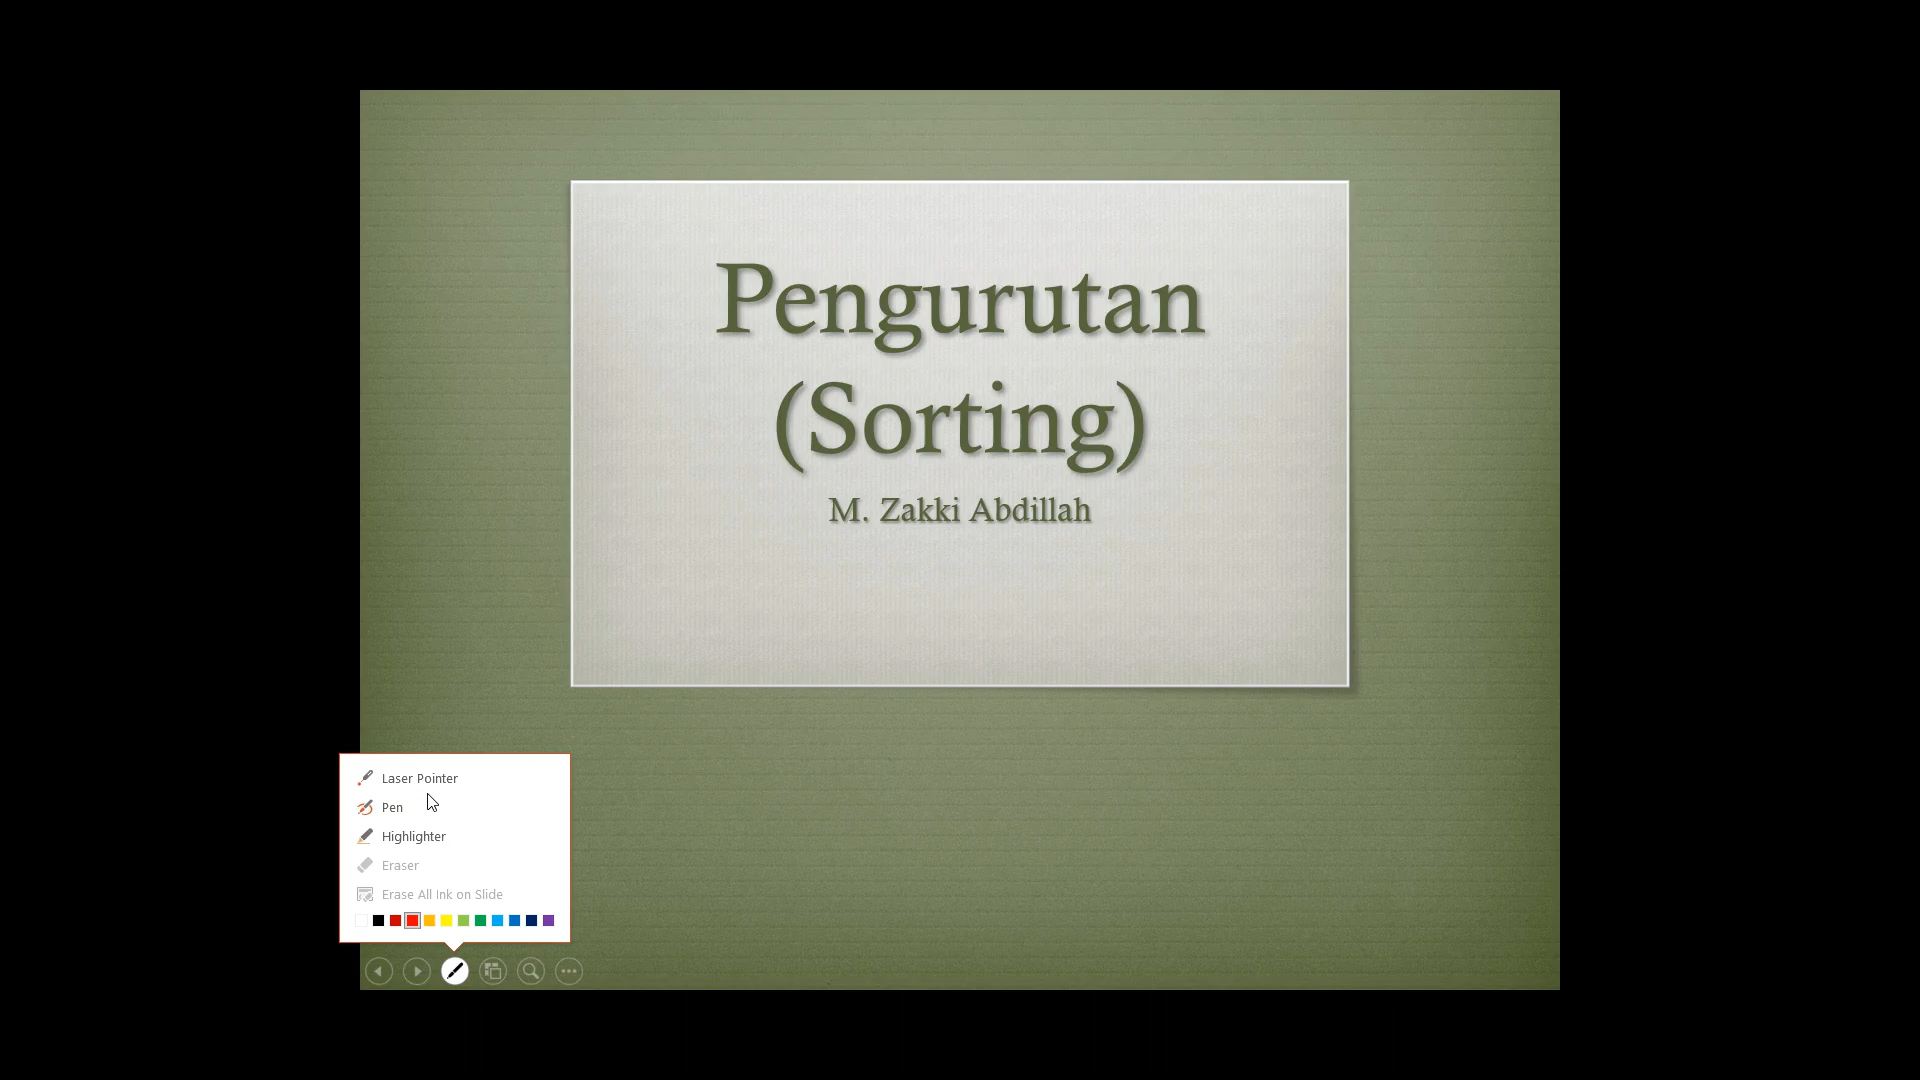 Pengurutan
(Sorting)
M. Zakki Abdillah
Laser Pointer
Pen
Highlighter
Eraser
Erase All Ink on Slide